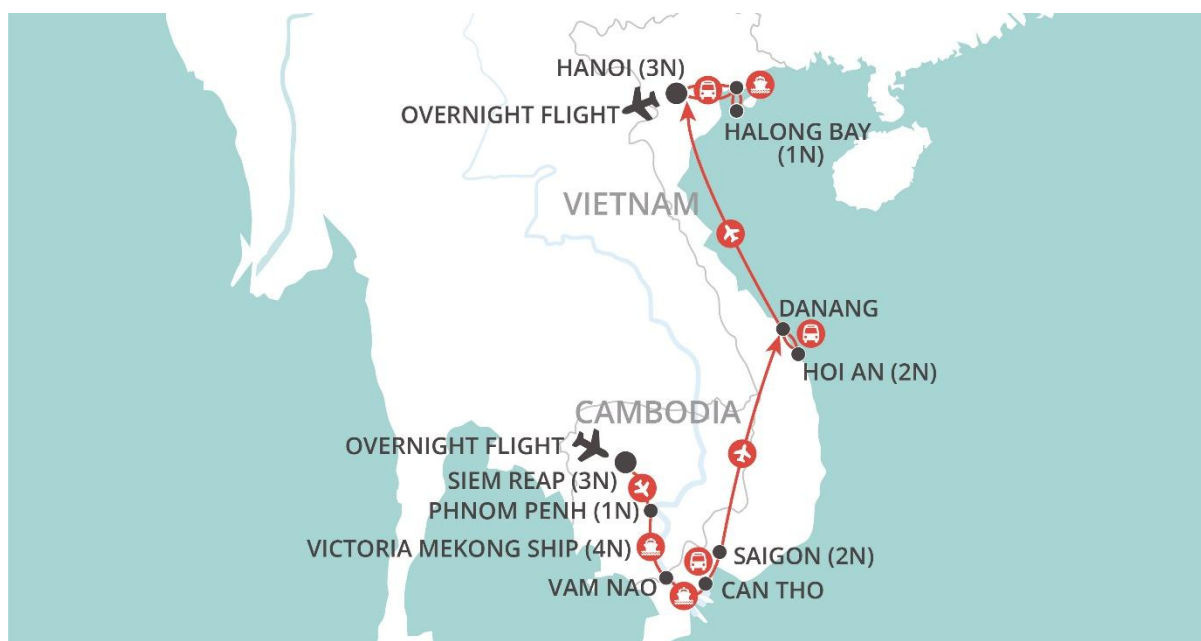 HANOI (3N)
OVERNIGHT FLIGHT
HALONG BAY
(1N)
VIETNAM
DANANG
HOI AN (2N)
CAMBODIA
OVERNIGHT FLIGHT
SIEM REAP (3N)
PHNOM PENH (1N)
VICTORIA MEKONG SHIP (4N)
SAIGON (2N)
VAM NAO
CAN THO